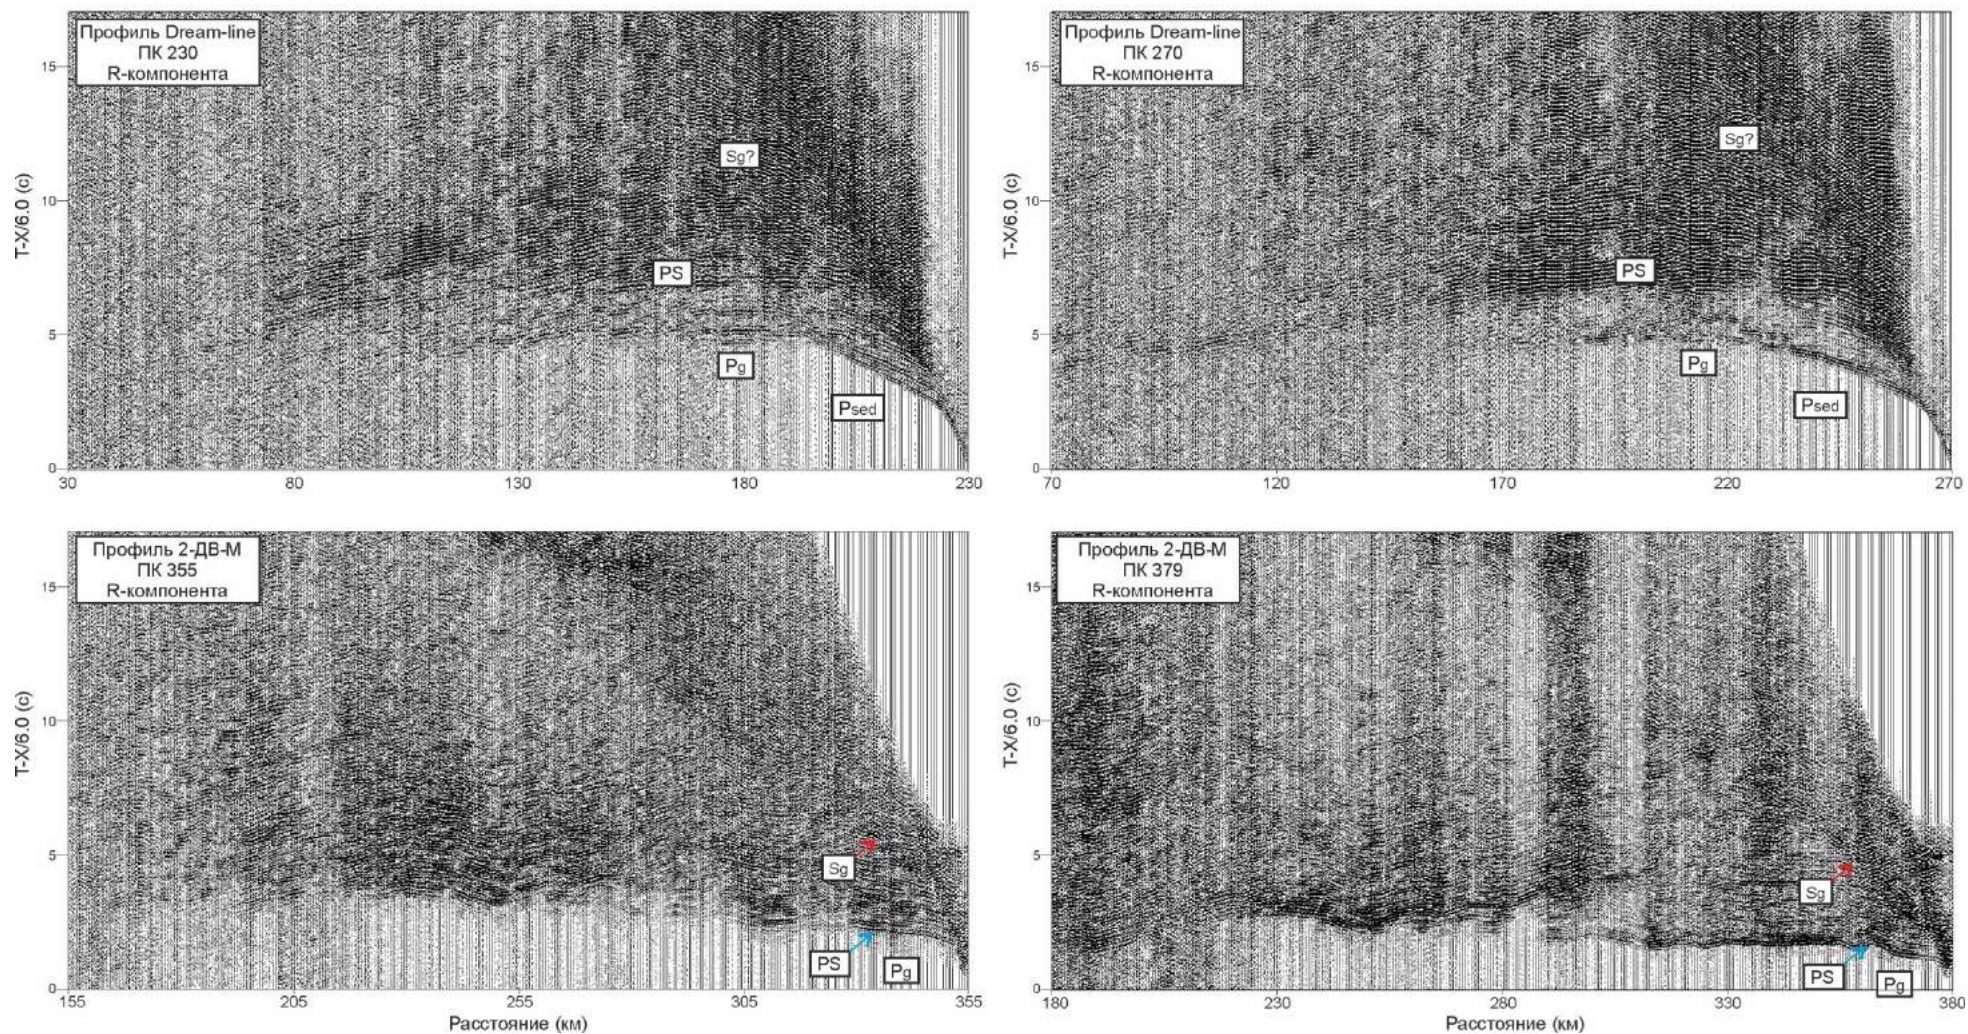 Профиль Dream-line
ПК 230
R-компонента
T-X/6.0 (с)
15
10
5
0
Sg?
PS
Pg
Psed
30
80
130
180
230
Профиль Dream-line
ПК 270
R-компонента
T-X/6.0 (с)
15
10
5
0
Sg?
PS
Pg
Psed
70
120
170
220
270
Профиль 2-ДВ-М
ПК 355
R-компонента
T-X/6.0 (с)
15
10
5
0
Sg
PS
Pg
155
205
255
305
355
Расстояние (км)
Профиль 2-ДВ-М
ПК 379
R-компонента
T-X/6.0 (с)
15
10
5
0
Sg
PS
Pg
180
230
280
330
380
Расстояние (км)